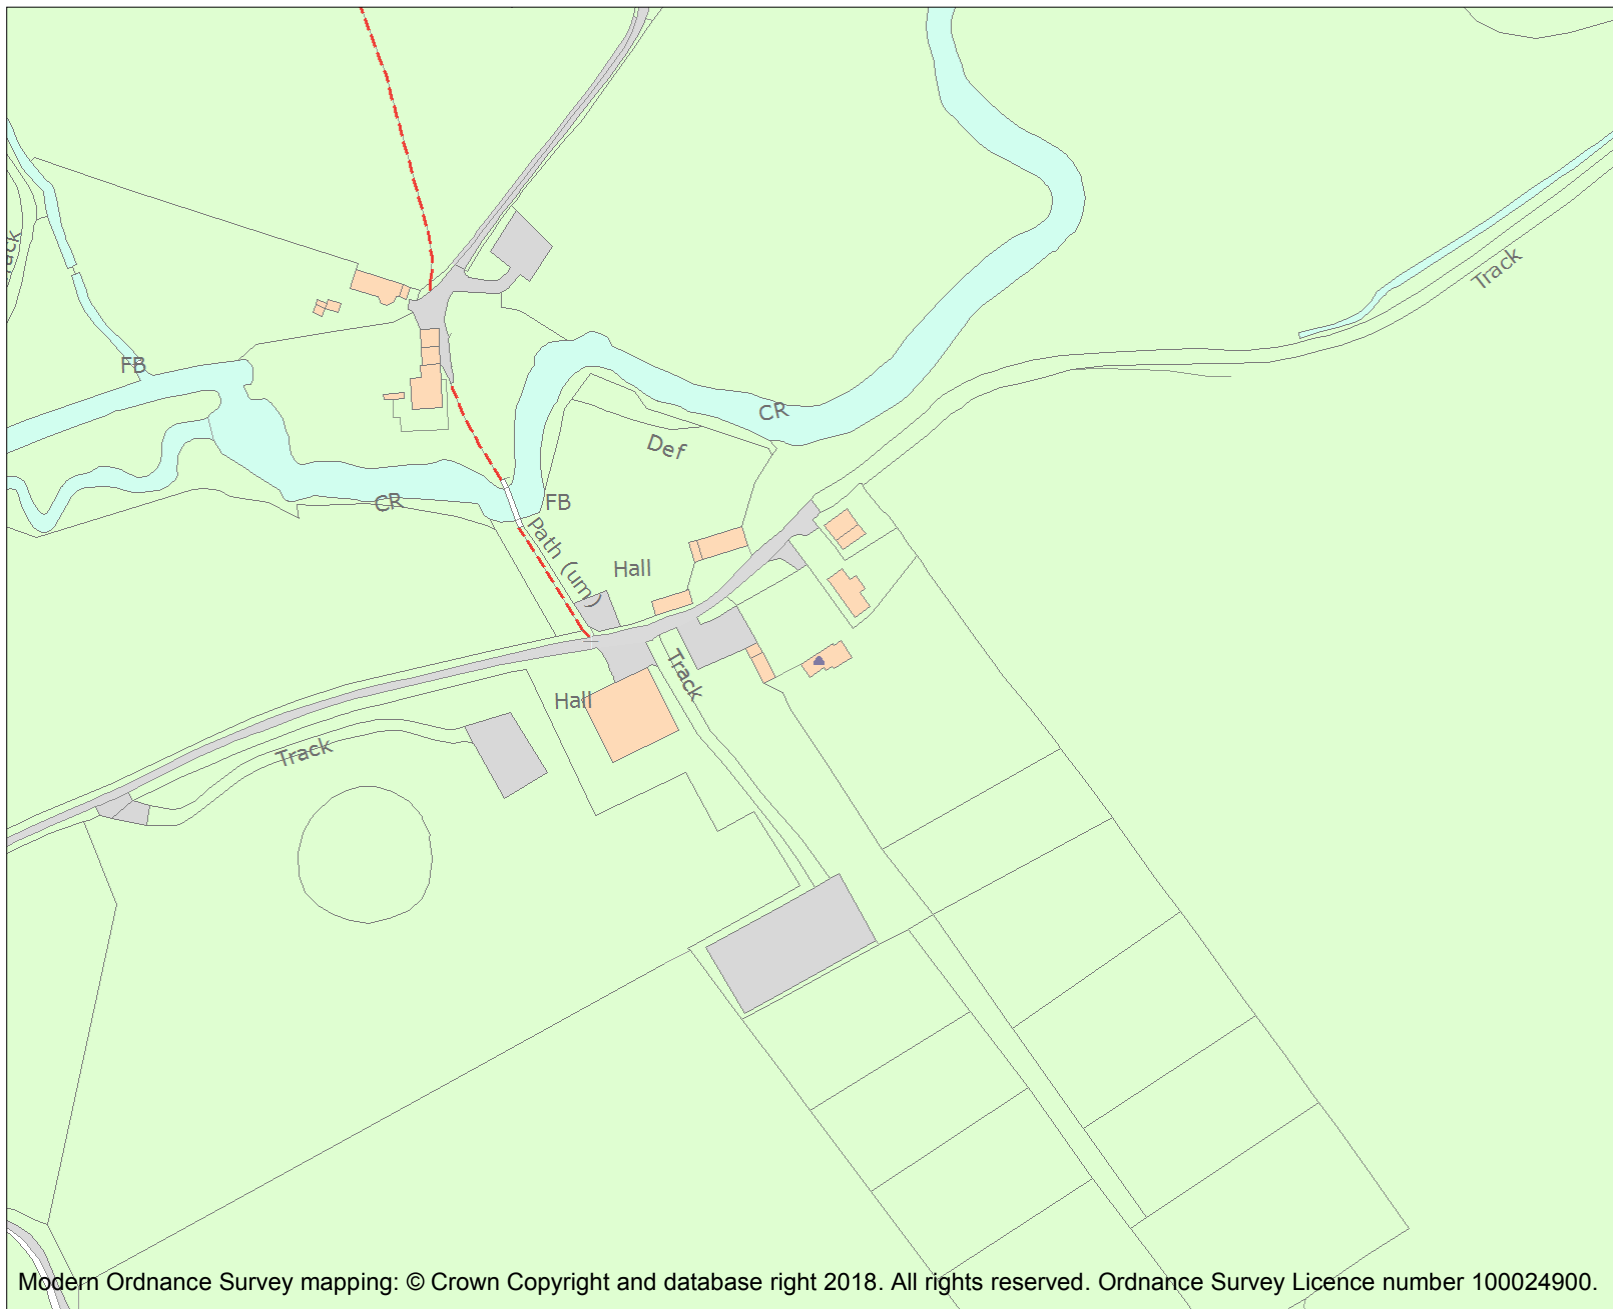 Track
FB
CR
Def
CR
FB
Path (um)
Hall
Track
Hall
Track
Track
Modern Ordnance Survey mapping: © Crown Copyright and database right 2018. All rights reserved. Ordnance Survey Licence number 100024900.